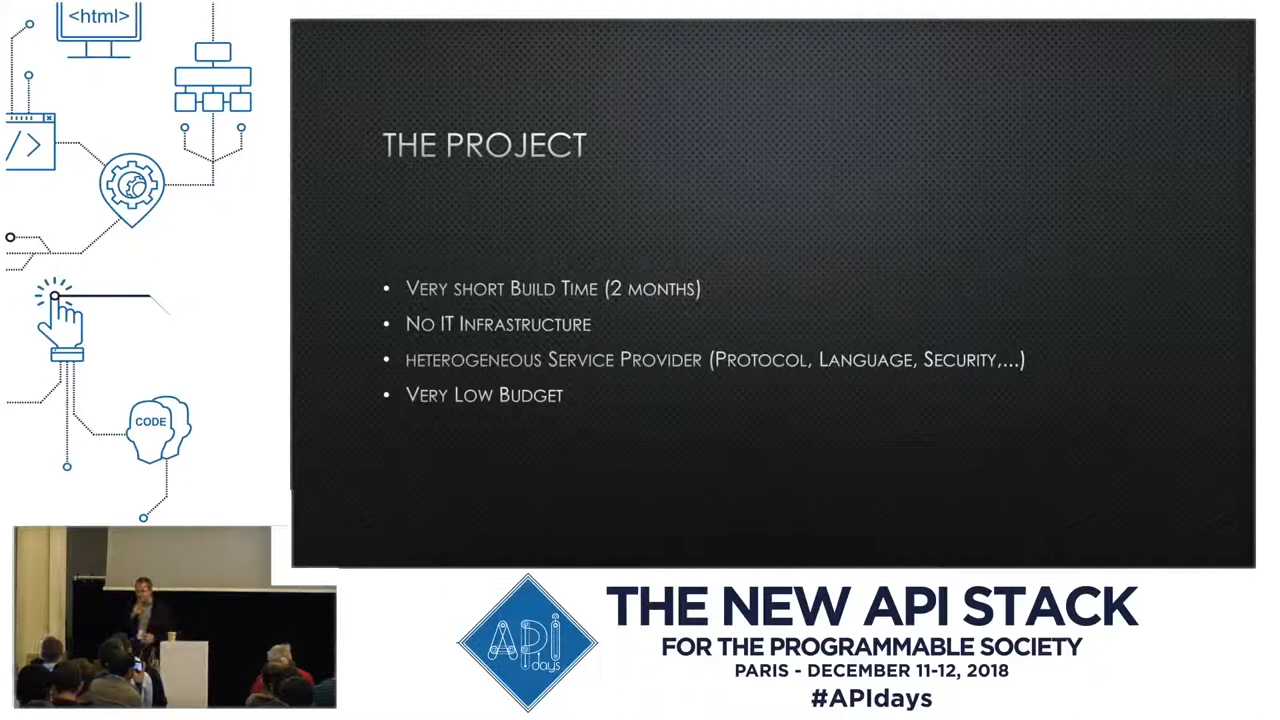 <html>
/>
CODE
THE PROJECT
• VERY SHORT BUILD TIME (2 MONTHS)
• NO IT INFRASTRUCTURE
• HETEROGENEOUS SERVICE PROVIDER (PROTOCOL, LANGUAGE, SECURITY,...)
• VERY LOW BUDGET
APi
days
THE NEW API STACK
FOR THE PROGRAMMABLE SOCIETY
PARIS - DECEMBER 11-12, 2018
#APIdays